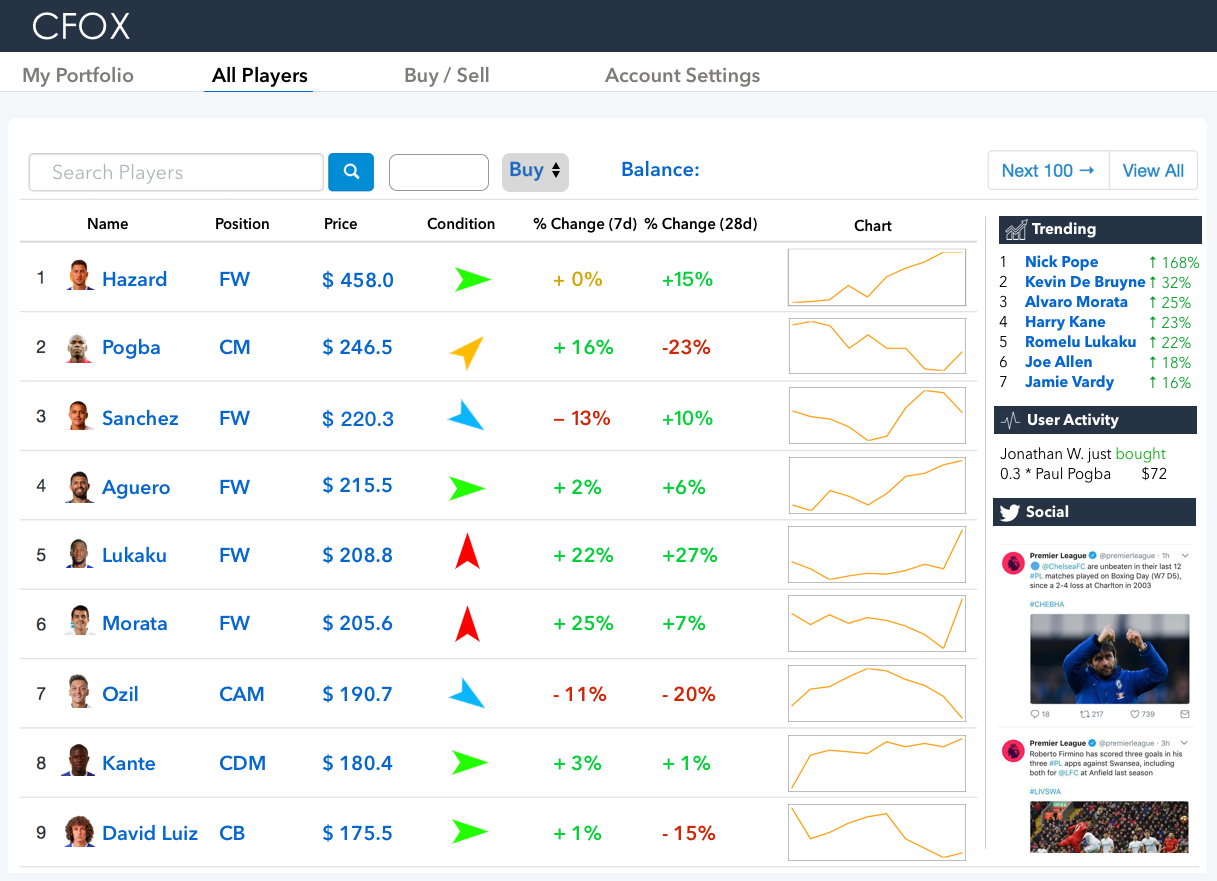 CFOX
My Portfolio All Players Buy / Sell Account Settings
Search Players Buy Balance: Next 100 → View All
Name Position Price Condition % Change (7d) % Change (28d) Chart
1 Hazard FW $ 458.0 + 0% +15%
2 Pogba CM $ 246.5 + 16% -23%
3 Sanchez FW $ 220.3 – 13% +10%
4 Aguero FW $ 215.5 + 2% +6%
5 Lukaku FW $ 208.8 + 22% +27%
6 Morata FW $ 205.6 + 25% +7%
7 Ozil CAM $ 190.7 - 11% - 20%
8 Kante CDM $ 180.4 + 3% + 1%
9 David Luiz CB $ 175.5 + 1% - 15%
Trending
1 Nick Pope ↑ 168%
2 Kevin De Bruyne ↑ 32%
3 Alvaro Morata ↑ 25%
4 Harry Kane ↑ 23%
5 Romelu Lukaku ↑ 22%
6 Joe Allen ↑ 18%
7 Jamie Vardy ↑ 16%
User Activity
Jonathan W. just bought
0.3 * Paul Pogba $72
Social
Premier League @premierleague · 1h
@ChelseaFC are unbeaten in their last 12
#PL matches played on Boxing Day (W7 D5),
since a 2-4 loss at Charlton in 2003
#CHEBHA
18 217 739
Premier League @premierleague · 3h
Roberto Firmino has scored three goals in his
three #PL apps against Swansea, including
both for @LFC at Anfield last season
#LIVSWA